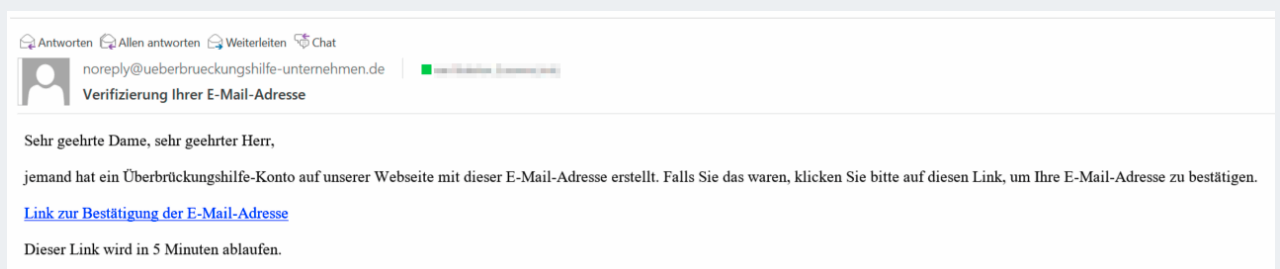 Antworten Allen antworten Weiterleiten Chat
noreply@ueberbrueckungshilfe-unternehmen.de
Verifizierung Ihrer E-Mail-Adresse
Sehr geehrte Dame, sehr geehrter Herr,
jemand hat ein Überbrückungshilfe-Konto auf unserer Webseite mit dieser E-Mail-Adresse erstellt. Falls Sie das waren, klicken Sie bitte auf diesen Link, um Ihre E-Mail-Adresse zu bestätigen.
Link zur Bestätigung der E-Mail-Adresse
Dieser Link wird in 5 Minuten ablaufen.